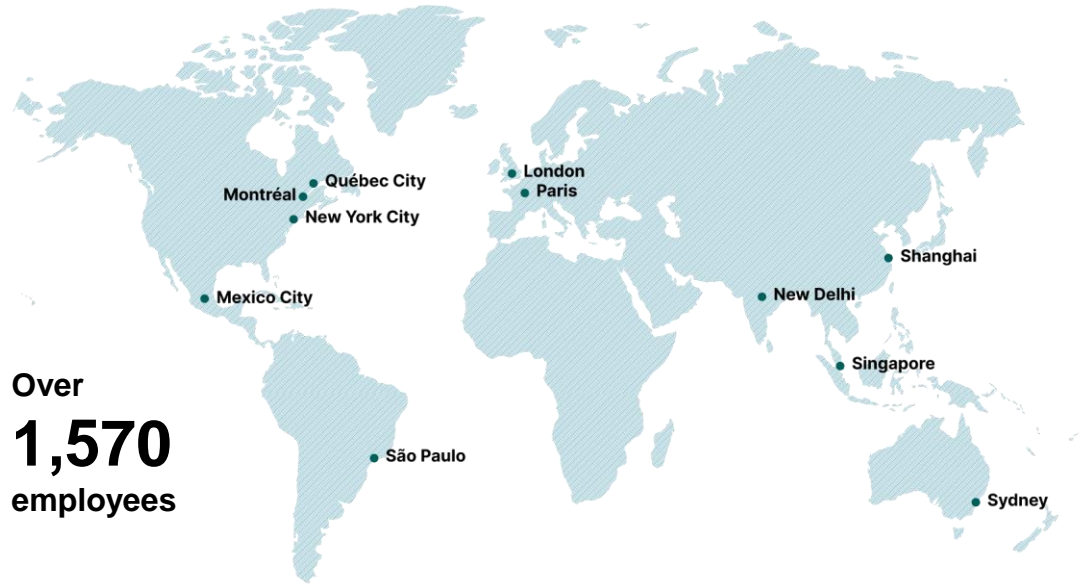 London
Québec City
Paris
Montréal
New York City
Shanghai
New Delhi
Mexico City
Singapore
Over
1,570
employees
São Paulo
Sydney